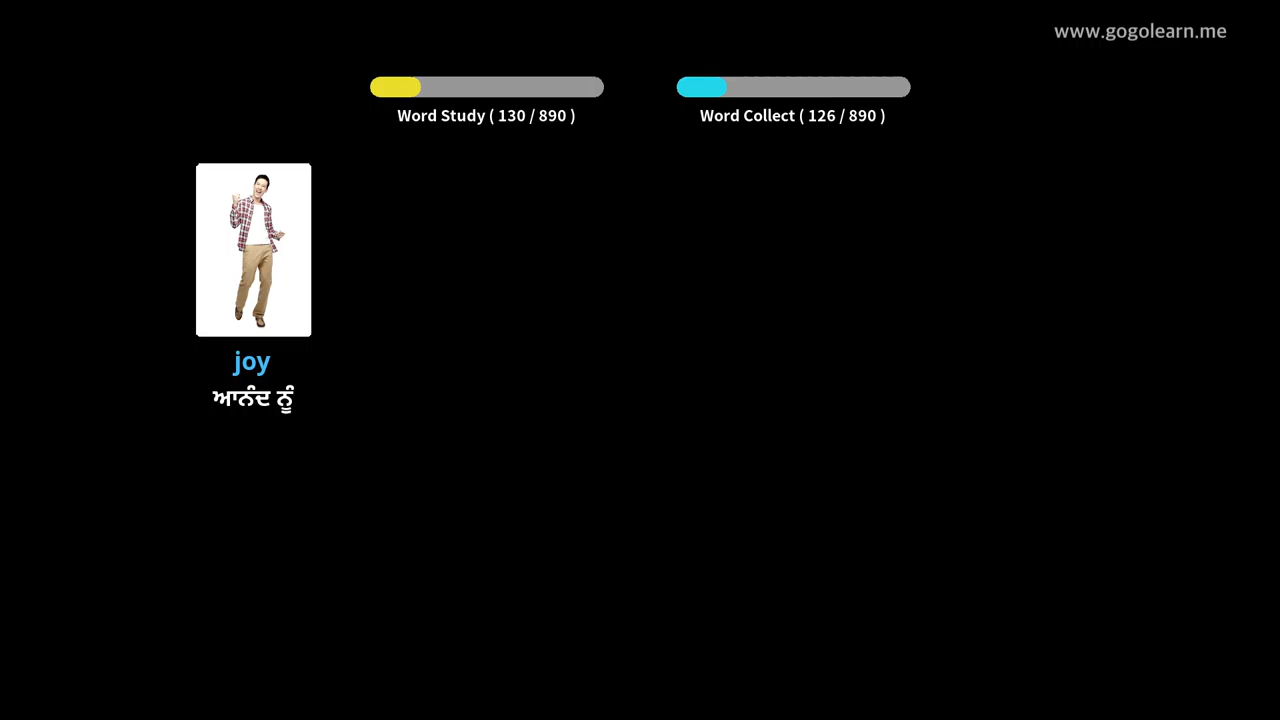 www.gogolearn.me
Word Study ( 130 / 890 )
Word Collect ( 126 / 890 )
joy
ਆਨੰਦ ਨੂੰ